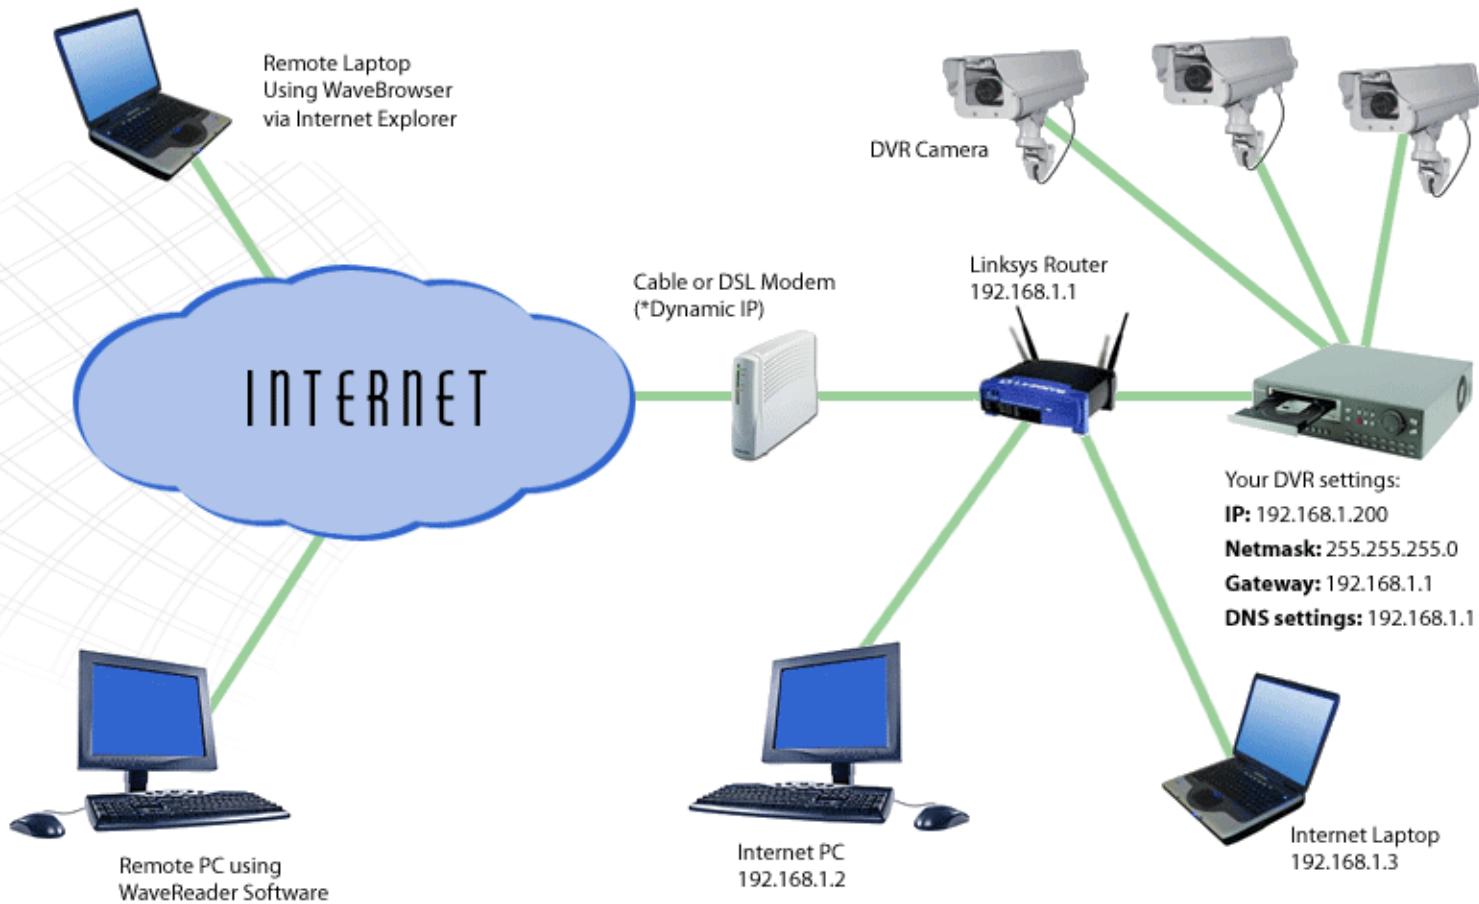 Remote Laptop
Using WaveBrowser
via Internet Explorer
DVR Camera
Linksys Router
192.168.1.1
Cable or DSL Modem
(*Dynamic IP)
INTERNET
Your DVR settings:
IP: 192.168.1.200
Netmask: 255.255.255.0
Gateway: 192.168.1.1
DNS settings: 192.168.1.1
Internet Laptop
192.168.1.3
Internet PC
192.168.1.2
Remote PC using
WaveReader Software